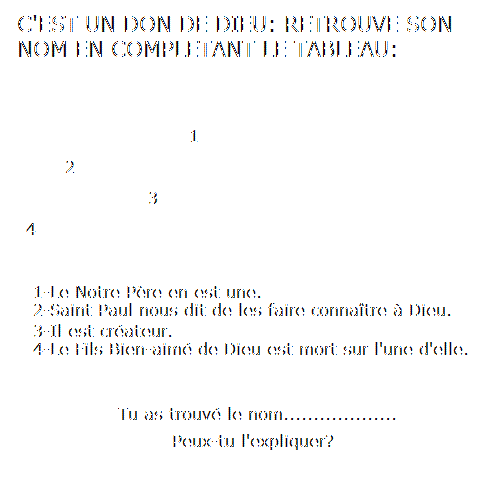 C'EST UN DON DE DIEU: RETROUVE SON
NOM EN COMPLETANT LE TABLEAU:
1
2
3
4
1-Le Notre Père en est une.
2-Saint Paul nous dit de les faire connaître à Dieu.
3-Il est créateur.
4-Le Fils Bien-aimé de Dieu est mort sur l'une d'elle.
Tu as trouvé le nom...................
Peux-tu l'expliquer?